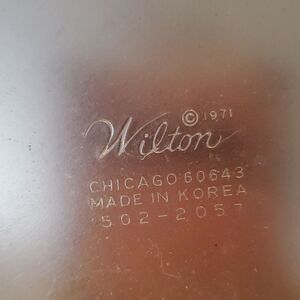 © 1971
Wilton
CHICAGO 60643
MADE IN KOREA
502-2057